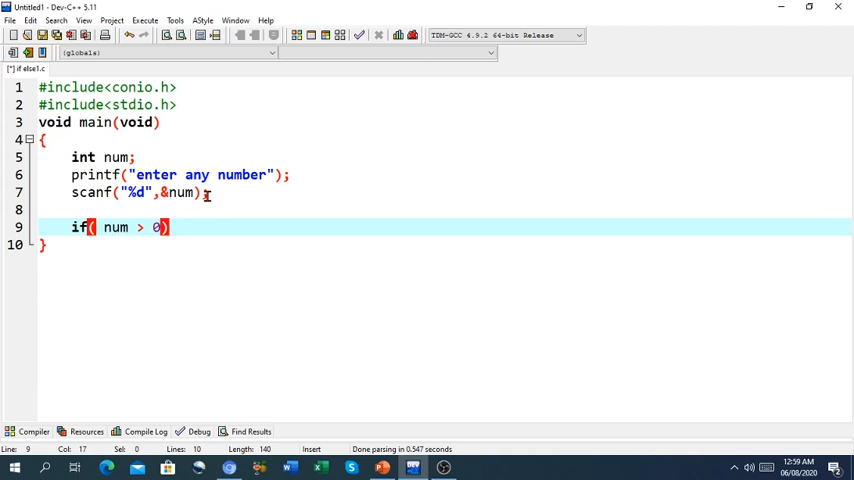 Untitled1 - Dev-C++ 5.11
File Edit Search View Project Execute Tools AStyle Window Help
TDM-GCC 4.9.2 64-bit Release
(globals)
[*] if else1.c
1 #include<conio.h>
2 #include<stdio.h>
3 void main(void)
4 {
5 int num;
6 printf("enter any number");
7 scanf("%d",&num);
8
9 if( num > 0)
10 }
Compiler Resources Compile Log Debug Find Results
Line: 9 Col: 17 Sel: 0 Lines: 10 Length: 140 Insert Done parsing in 0.547 seconds
12:59 AM
06/08/2020